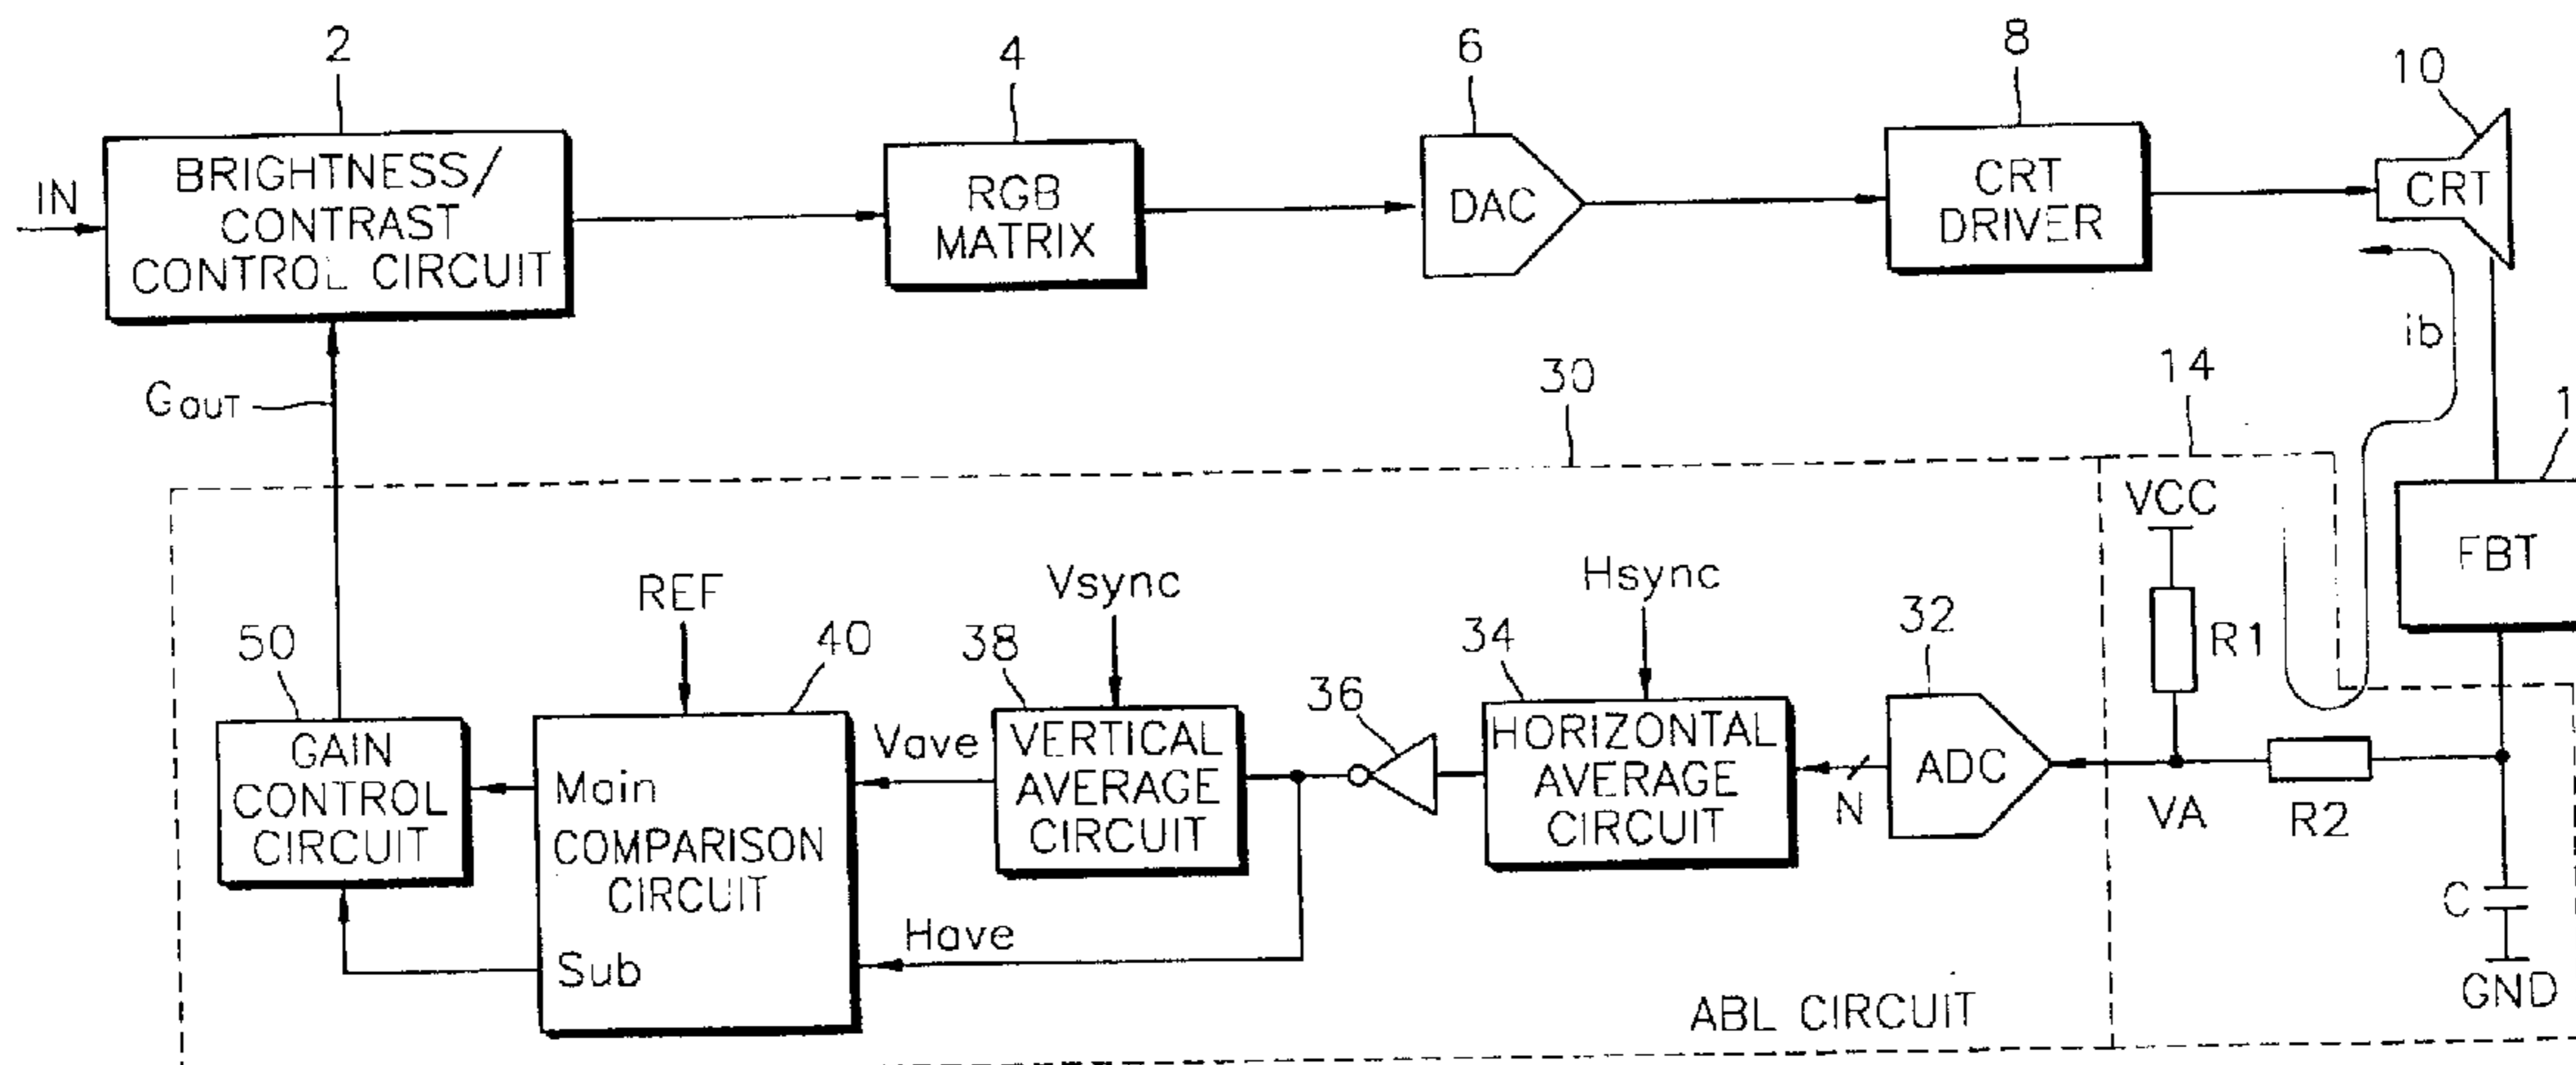 2
4
6
8
10
IN
BRIGHTNESS/
CONTRAST
CONTROL CIRCUIT
RGB
MATRIX
DAC
CRT
DRIVER
CRT
ib
GOUT
30
14
1
VCC
FBT
REF
Vsync
Hsync
50
40
38
36
34
32
R1
GAIN
CONTROL
CIRCUIT
Main
COMPARISON
CIRCUIT
Sub
Vave
VERTICAL
AVERAGE
CIRCUIT
HORIZONTAL
AVERAGE
CIRCUIT
N
ADC
VA
R2
Have
C
GND
ABL CIRCUIT